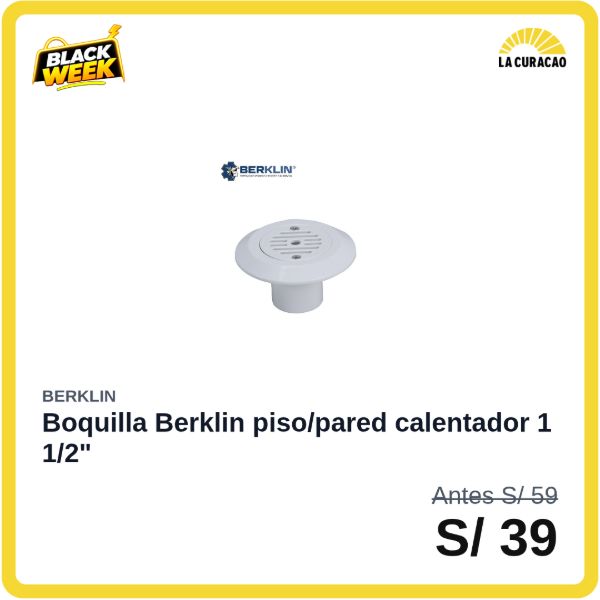 BLACK
WEEK
LA CURACAO
BERKLIN®
BERKLIN
Boquilla Berklin piso/pared calentador 1
1/2"
Antes S/ 59
S/ 39